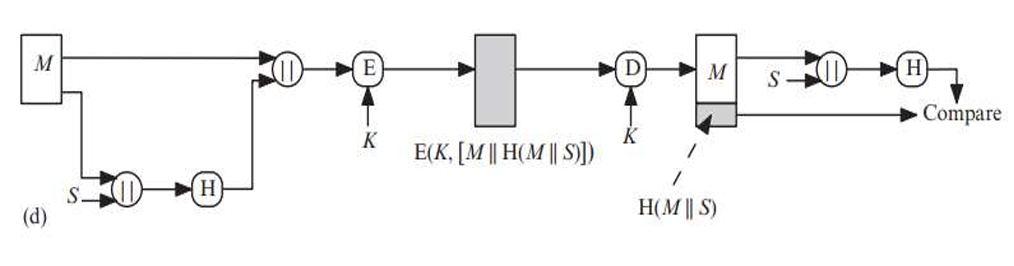 M
||
E
K
E(K, [M || H(M || S)])
D
K
M
S
||
H
Compare
H(M || S)
S
||
H
(d)